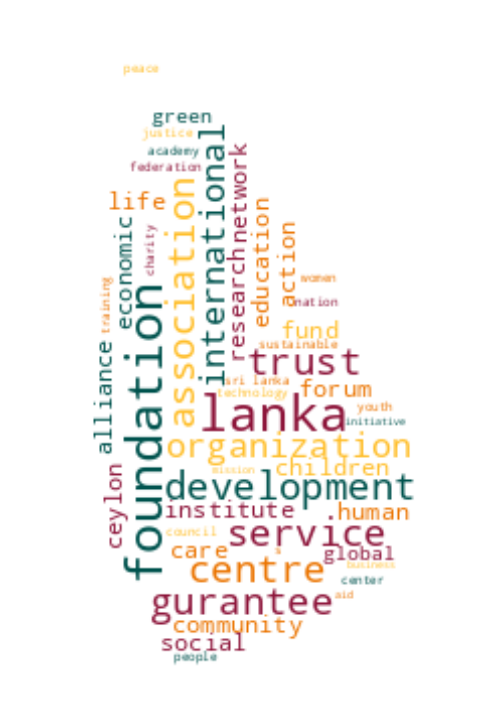 peace
green
justice
academy
federation
international
research
network
association
life
economic
charity
education
action
women
nation
training
foundation
fund
sustainable
alliance
trust
sri lanka
technology
forum
lanka
youth
initiative
organization
mission
children
development
ceylon
institute
.
human
council
service
care
s
global
centre
business
center
gurantee
aid
community
social
people